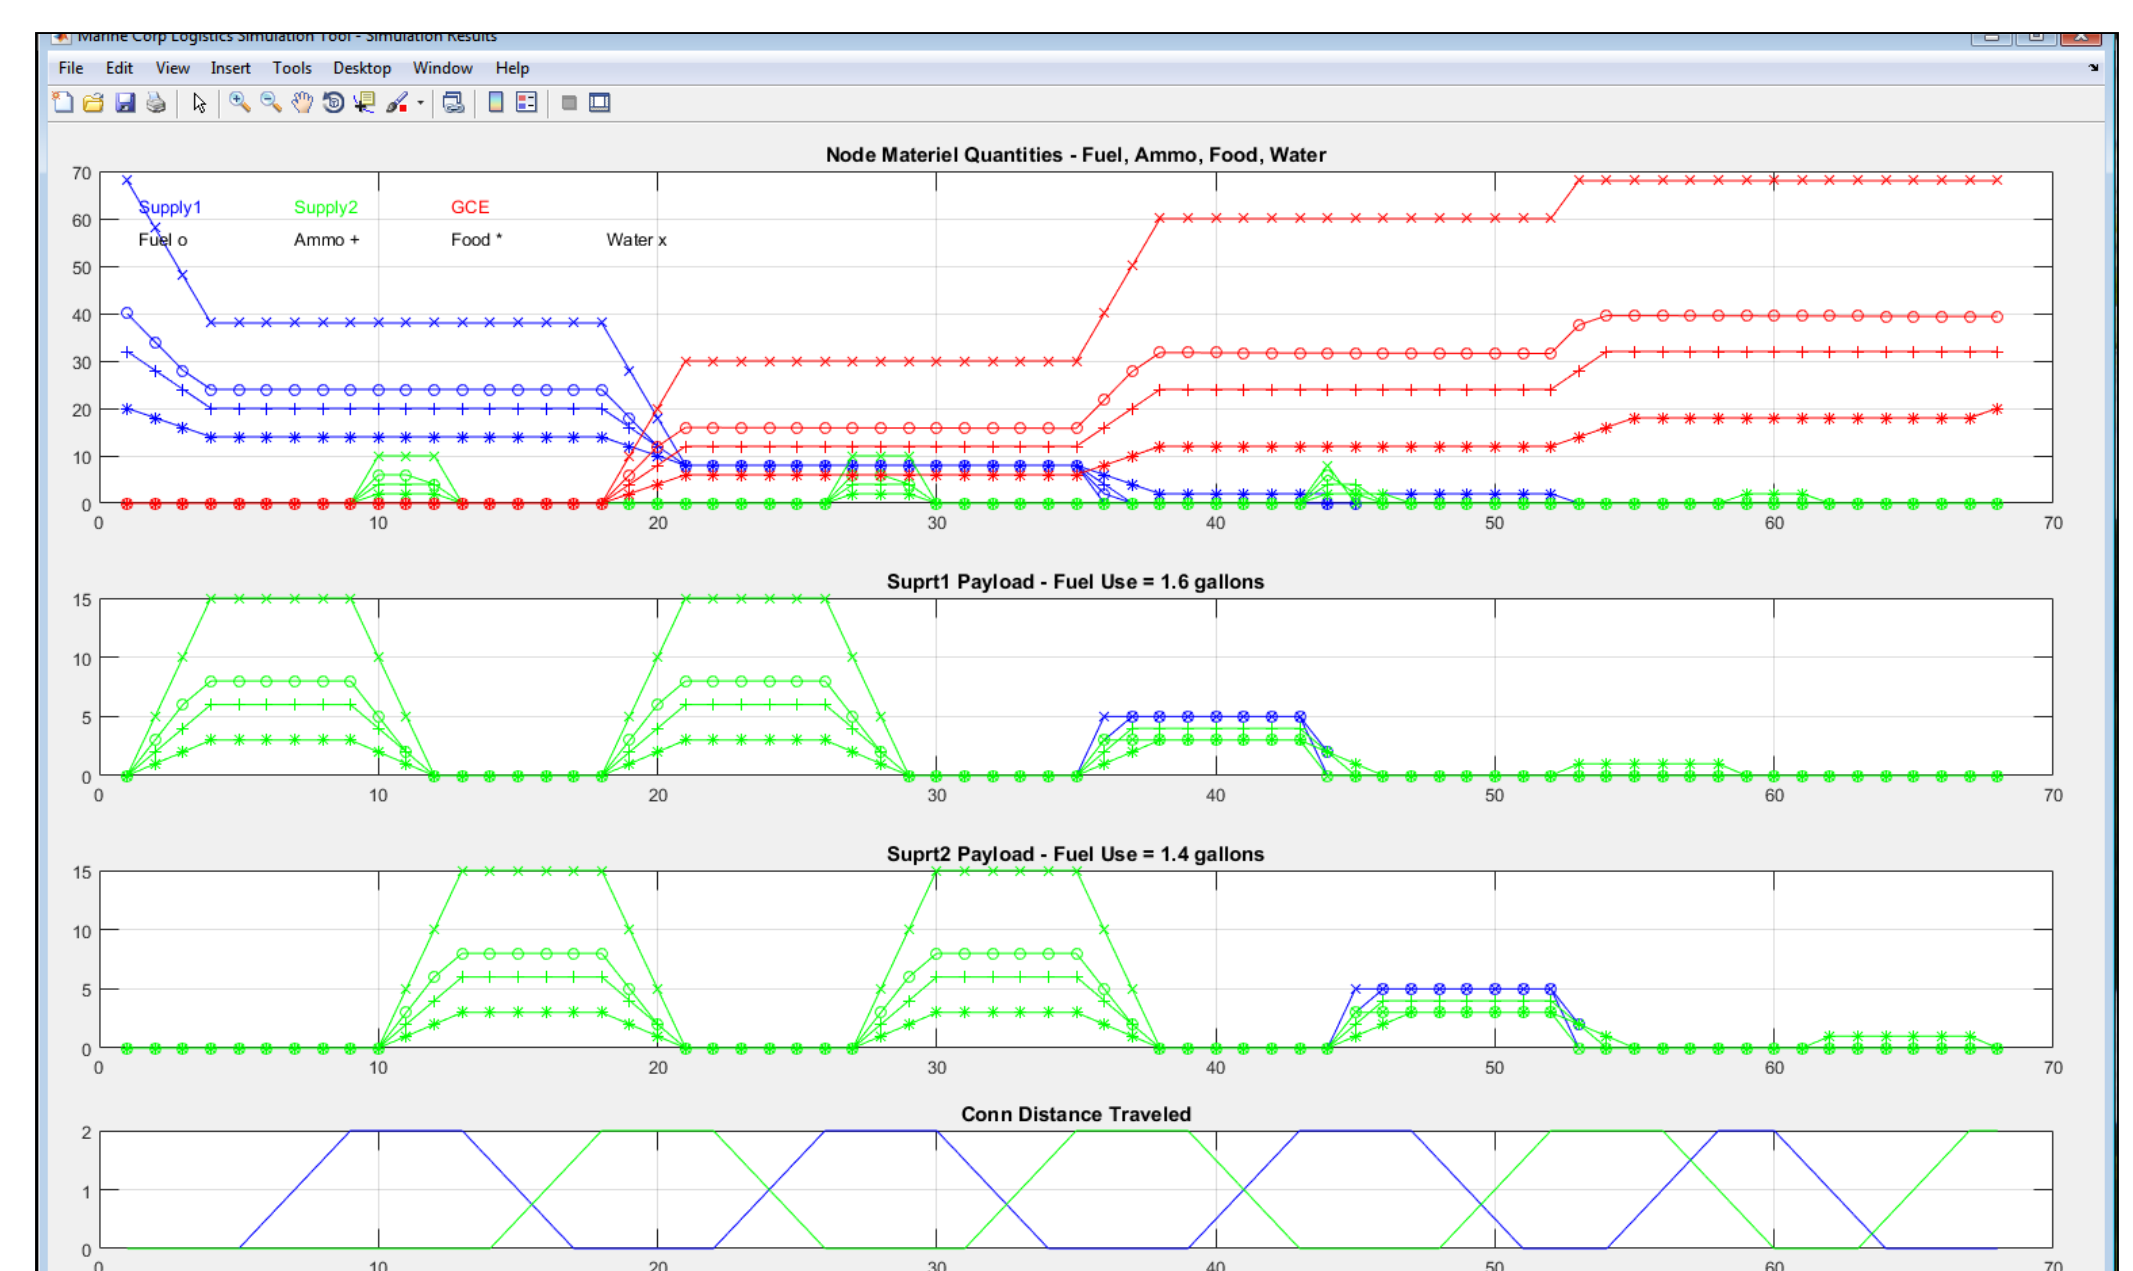 Marine Corp Logistics Simulation Tool - Simulation Results
File Edit View Insert Tools Desktop Window Help
Node Materiel Quantities - Fuel, Ammo, Food, Water
70
60
50
40
30
20
10
0
Supply1 Supply2 GCE
Fuel o Ammo + Food * Water x
0 10 20 30 40 50 60 70
Suprt1 Payload - Fuel Use = 1.6 gallons
15
10
5
0
0 10 20 30 40 50 60 70
Suprt2 Payload - Fuel Use = 1.4 gallons
15
10
5
0
0 10 20 30 40 50 60 70
Conn Distance Traveled
2
1
0
0 10 20 30 40 50 60 70